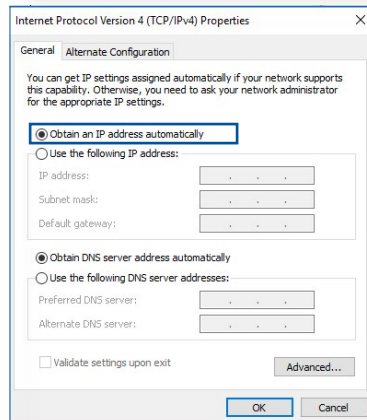 Internet Protocol Version 4 (TCP/IPv4) Properties
General
Alternate Configuration
You can get IP settings assigned automatically if your network supports
this capability. Otherwise, you need to ask your network administrator
for the appropriate IP settings.
Obtain an IP address automatically
Use the following IP address:
IP address:
Subnet mask:
Default gateway:
Obtain DNS server address automatically
Use the following DNS server addresses:
Preferred DNS server:
Alternate DNS server:
Validate settings upon exit
Advanced...
OK
Cancel